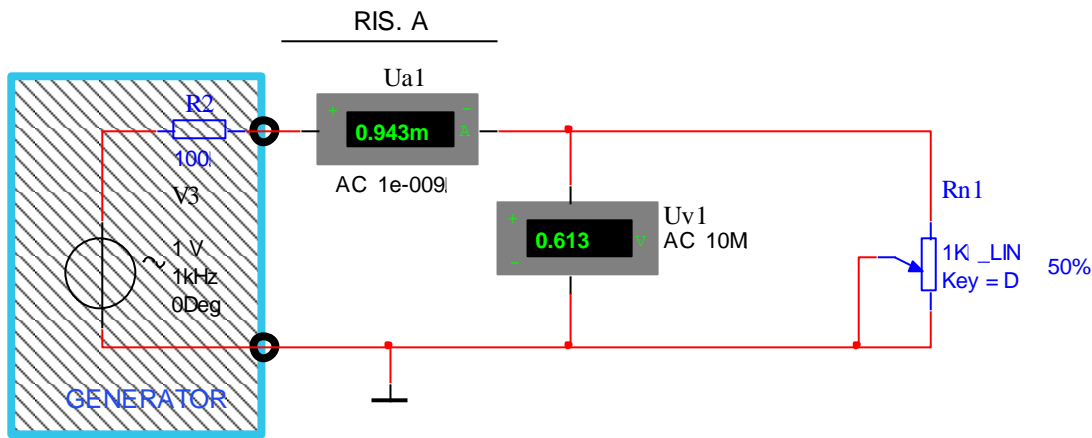 RIS. A
Ua1
R2
+
-
0.943m
A
100
AC 1e-009
V3
1 V
1kHz
0Deg
Uv1
AC 10M
+
0.613
V
-
Rn1
1K _LIN
Key = D
50%
GENERATOR